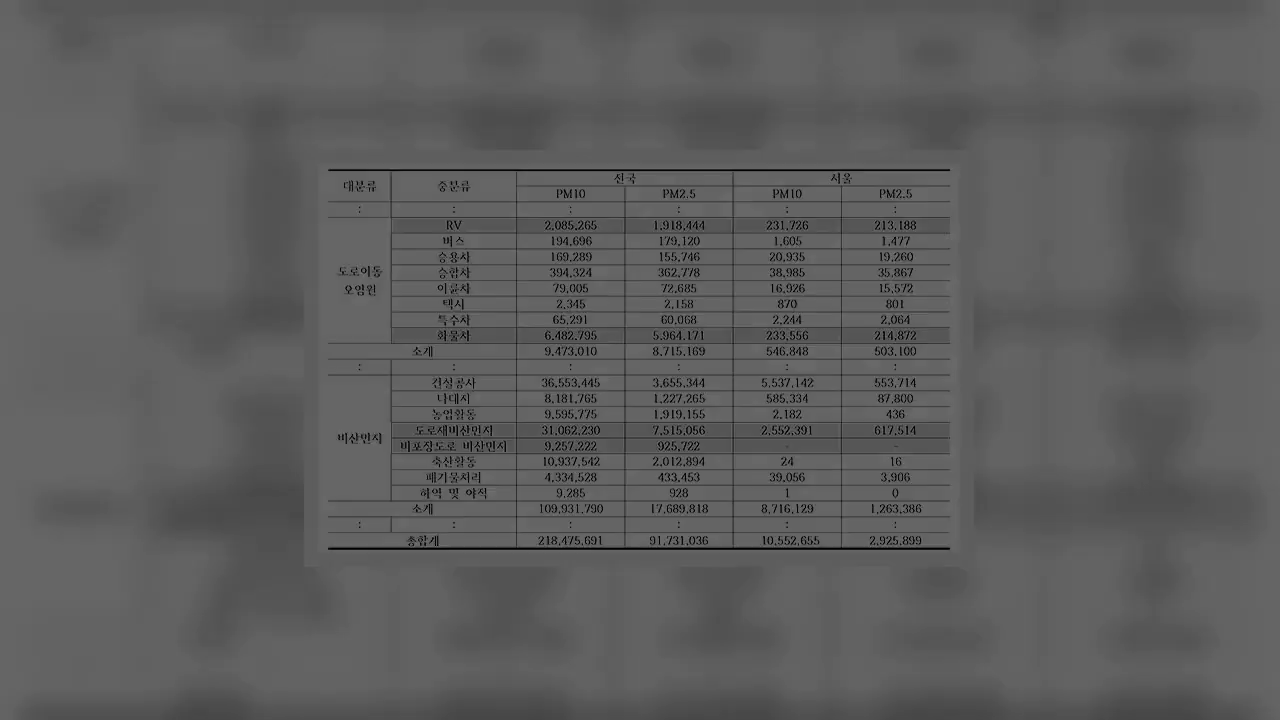 대분류 중분류 전국 서울
PM10 PM2.5 PM10 PM2.5
: : : : : :
도로이동
오염원
RV 2,085,265 1,918,444 231,726 213,188
버스 194,696 179,120 1,605 1,477
승용차 169,289 155,746 20,935 19,260
승합차 394,324 362,778 38,985 35,867
이륜차 79,005 72,685 16,926 15,572
택시 2,345 2,158 870 801
특수차 65,291 60,068 2,244 2,064
화물차 6,482,795 5,964,171 233,556 214,872
소계 9,473,010 8,715,169 546,848 503,100
: : : : : :
비산먼지
건설공사 36,553,445 3,655,344 5,537,142 553,714
나대지 8,181,765 1,227,265 585,334 87,800
농업활동 9,595,775 1,919,155 2,182 436
도로재비산먼지 31,062,230 7,515,056 2,552,391 617,514
비포장도로 비산먼지 9,257,222 925,722 - -
축산활동 10,937,542 2,012,894 24 16
폐기물처리 4,334,528 433,453 39,056 3,906
하역 및 야적 9,285 928 1 0
소계 109,931,790 17,689,818 8,716,129 1,263,386
: : : : : :
총합계 218,475,691 91,731,036 10,552,655 2,925,899